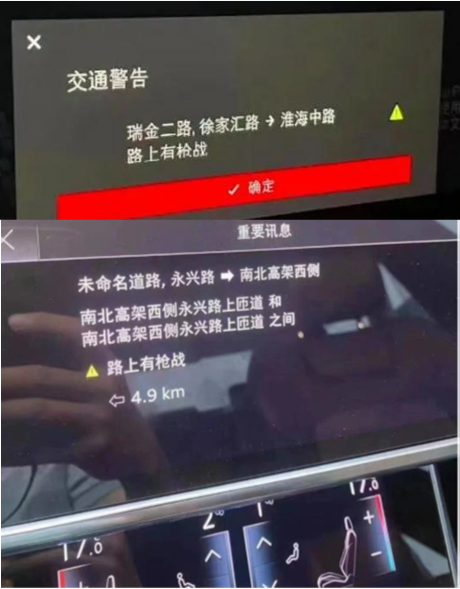 交通警告
瑞金二路, 徐家汇路 → 淮海中路
路上有枪战
✓ 确定
重要讯息
未命名道路, 永兴路 ➡ 南北高架西侧
南北高架西侧永兴路上匝道 和
南北高架西侧永兴路上匝道 之间
路上有枪战
⇦ 4.9 km